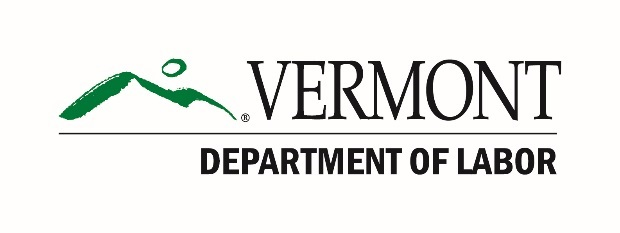 ® VERMONT
DEPARTMENT OF LABOR